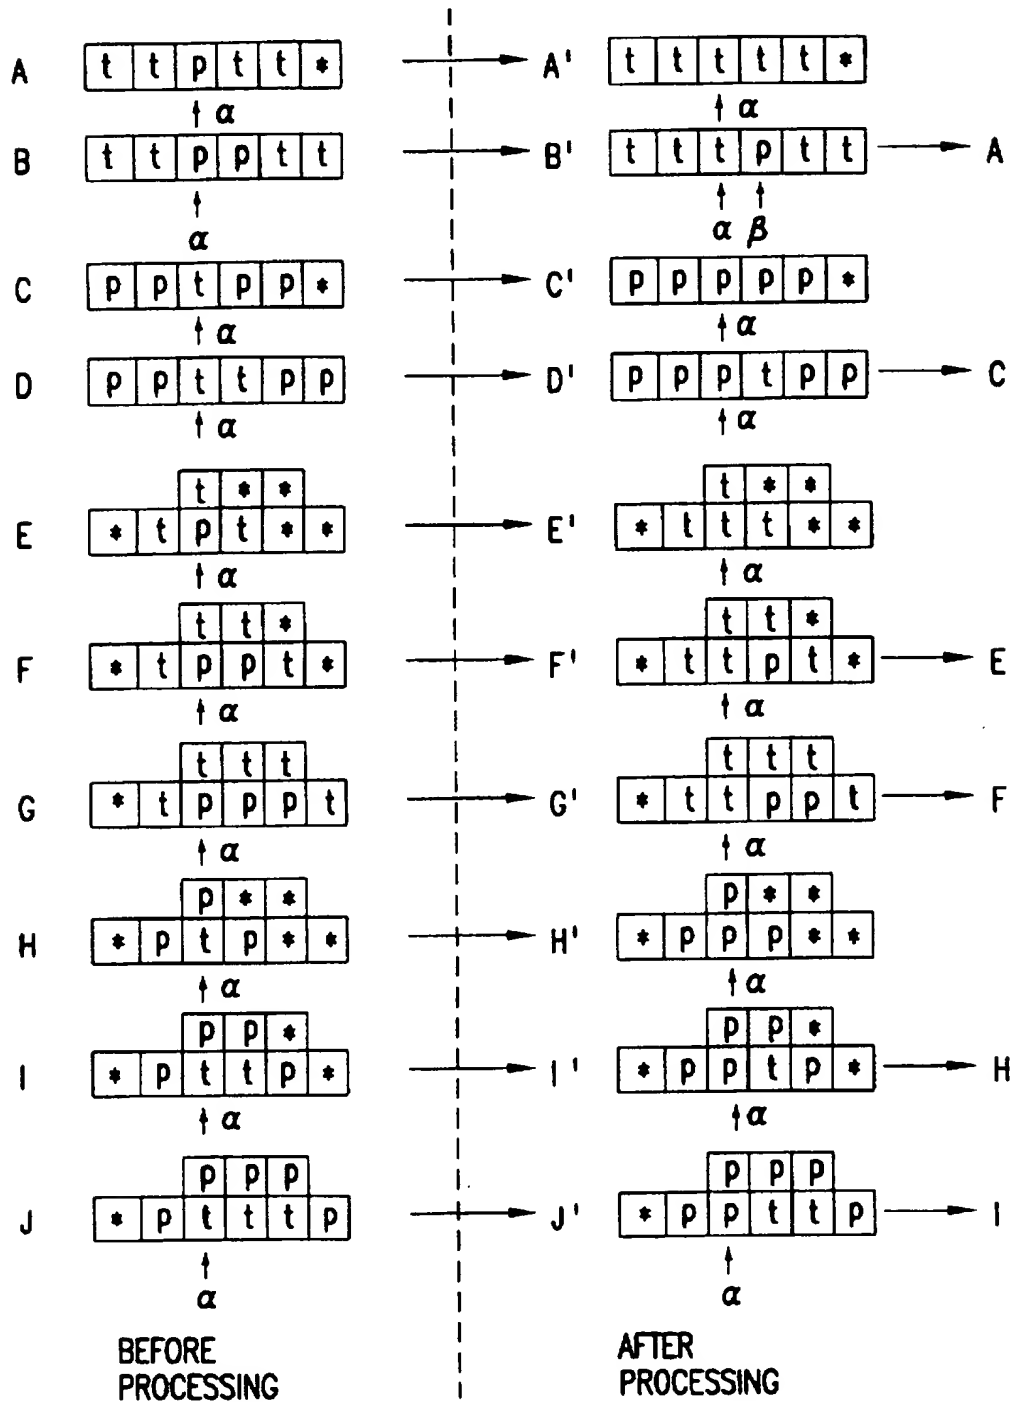 A t t p t t * A' t t t t t *
α α
B t t p p t t B' t t t p t t A
α α β
C p p t p p * C' p p p p p *
α α
D p p t t p p D' p p p t p p C
α α
t * * t * *
E * t p t * * E' * t t t * *
α α
t t * t t *
F * t p p t * F' * t t p t * E
α α
t t t t t t
G * t p p p t G' * t t p p t F
α α
p * * p * *
H * p t p * * H' * p p p * *
α α
p p * p p *
I * p t t p * I' * p p t p * H
α α
p p p p p p
J * p t t t p J' * p p t t p I
α α
BEFORE AFTER
PROCESSING PROCESSING